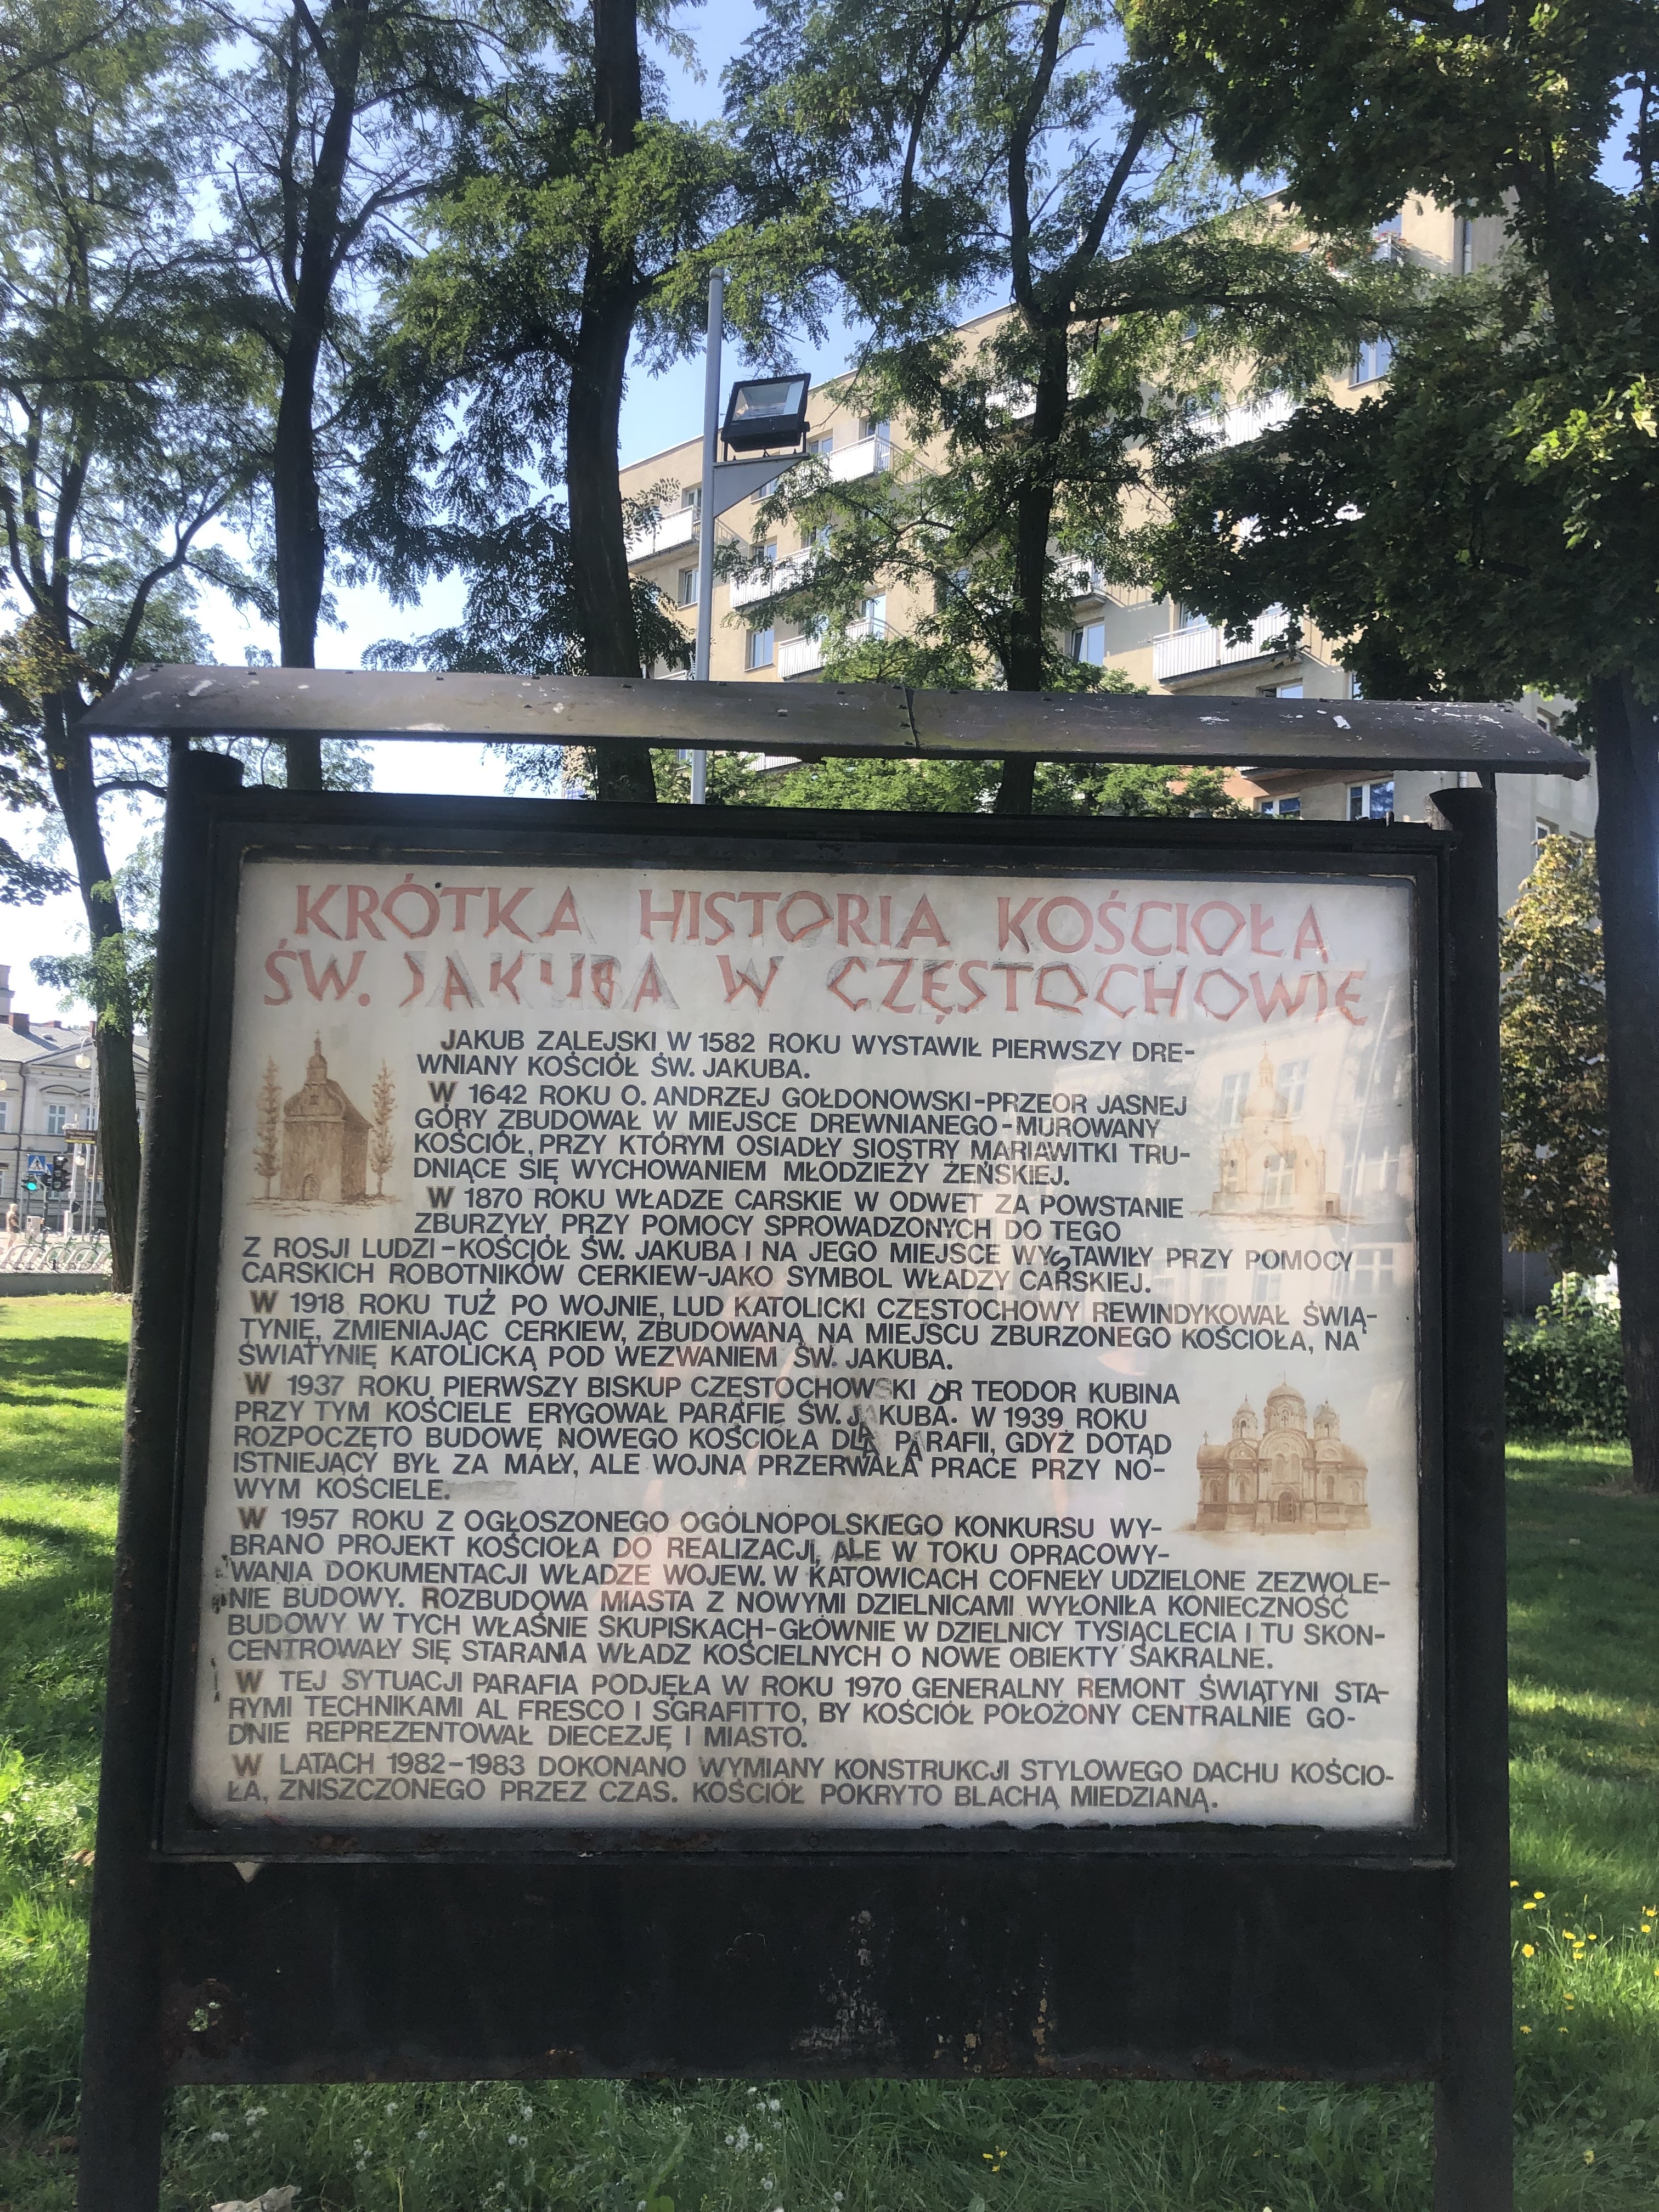 KRÓTKA HISTORIA KOŚCIOŁA
ŚW. JAKUBA W CZĘSTOCHOWIE
JAKUB ZALEJSKI W 1582 ROKU WYSTAWIŁ PIERWSZY DRE-
WNIANY KOŚCIÓŁ ŚW. JAKUBA.
W 1642 ROKU O. ANDRZEJ GOŁDONOWSKI-PRZEOR JASNEJ
GÓRY ZBUDOWAŁ W MIEJSCE DREWNIANEGO-MUROWANY
KOŚCIÓŁ, PRZY KTÓRYM OSIADŁY SIOSTRY MARIAWITKI TRU-
DNIĄCE SIĘ WYCHOWANIEM MŁODZIEŻY ŻEŃSKIEJ.
W 1870 ROKU WŁADZE CARSKIE W ODWET ZA POWSTANIE
ZBURZYŁY, PRZY POMOCY SPROWADZONYCH DO TEGO
Z ROSJI LUDZI-KOŚCIÓŁ ŚW. JAKUBA I NA JEGO MIEJSCE WYSTAWIŁY PRZY POMOCY
CARSKICH ROBOTNIKÓW CERKIEW-JAKO SYMBOL WŁADZY CARSKIEJ.
W 1918 ROKU TUŻ PO WOJNIE, LUD KATOLICKI CZĘSTOCHOWY REWINDYKOWAŁ ŚWIĄ-
TYNIĘ, ZMIENIAJĄC CERKIEW, ZBUDOWANĄ NA MIEJSCU ZBURZONEGO KOŚCIOŁA, NA
ŚWIĄTYNIĘ KATOLICKĄ POD WEZWANIEM ŚW. JAKUBA.
W 1937 ROKU, PIERWSZY BISKUP CZĘSTOCHOWSKI DR TEODOR KUBINA
PRZY TYM KOŚCIELE ERYGOWAŁ PARAFIĘ ŚW. JAKUBA. W 1939 ROKU
ROZPOCZĘTO BUDOWĘ NOWEGO KOŚCIOŁA DLA PARAFII, GDYŻ DOTĄD
ISTNIEJĄCY BYŁ ZA MAŁY, ALE WOJNA PRZERWAŁA PRACE PRZY NO-
WYM KOŚCIELE.
W 1957 ROKU Z OGŁOSZONEGO OGÓLNOPOLSKIEGO KONKURSU WY-
BRANO PROJEKT KOŚCIOŁA DO REALIZACJI, ALE W TOKU OPRACOWY-
WANIA DOKUMENTACJI WŁADZE WOJEW. W KATOWICACH COFNĘŁY UDZIELONE ZEZWOLE-
NIE BUDOWY. ROZBUDOWA MIASTA Z NOWYMI DZIELNICAMI WYŁONIŁA KONIECZNOŚĆ
BUDOWY W TYCH WŁAŚNIE SKUPISKACH-GŁÓWNIE W DZIELNICY TYSIĄCLECIA I TU SKON-
CENTROWAŁY SIĘ STARANIA WŁADZ KOŚCIELNYCH O NOWE OBIEKTY SAKRALNE.
W TEJ SYTUACJI PARAFIA PODJĘŁA W ROKU 1970 GENERALNY REMONT ŚWIĄTYNI STA-
RYMI TECHNIKAMI AL FRESCO I SGRAFITTO, BY KOŚCIÓŁ POŁOŻONY CENTRALNIE GO-
DNIE REPREZENTOWAŁ DIECEZJĘ I MIASTO.
W LATACH 1982-1983 DOKONANO WYMIANY KONSTRUKCJI STYLOWEGO DACHU KOŚCIO-
ŁA, ZNISZCZONEGO PRZEZ CZAS. KOŚCIÓŁ POKRYTO BLACHĄ MIEDZIANĄ.